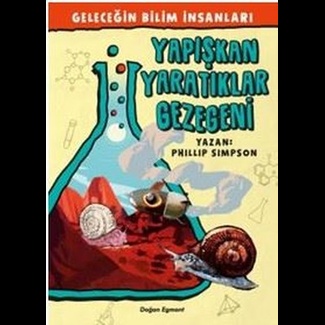 GELECEĞİN BİLİM İNSANLARI
YAPIŞKAN
YARATIKLAR
GEZEGENİ
YAZAN:
PHILLIP SIMPSON
Doğan Egmont